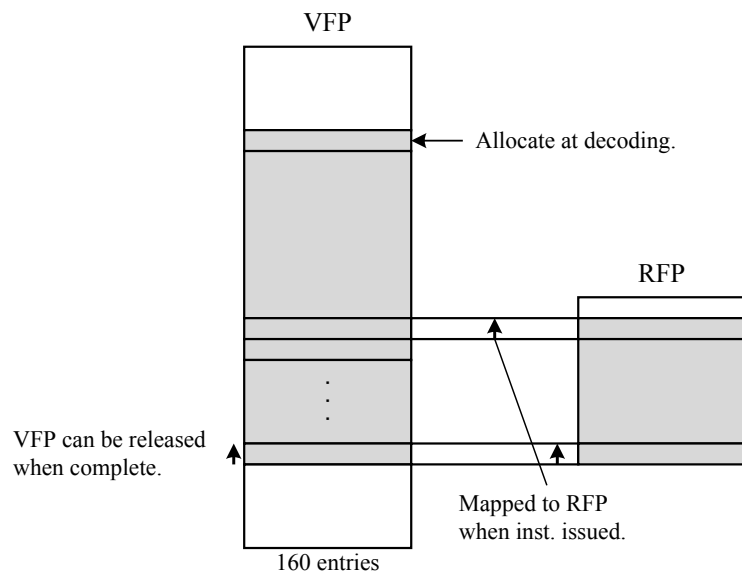 VFP
Allocate at decoding.
RFP
.
.
.
VFP can be released
when complete.
Mapped to RFP
when inst. issued.
160 entries